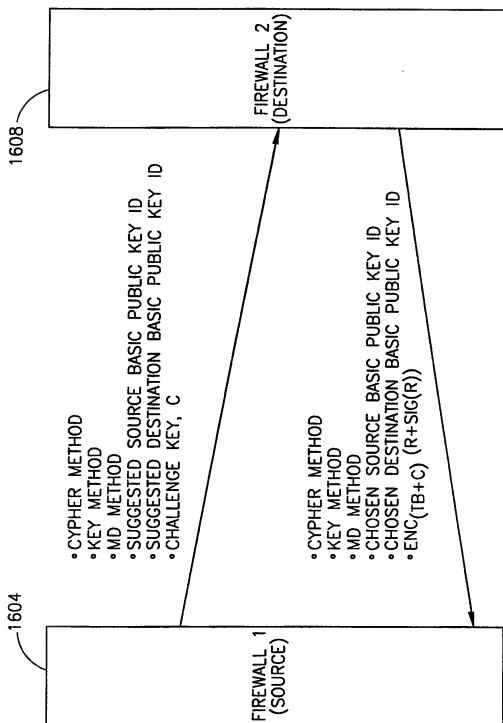 1604
FIREWALL 1
(SOURCE)
• CYPHER METHOD
• KEY METHOD
• MD METHOD
• SUGGESTED SOURCE BASIC PUBLIC KEY ID
• SUGGESTED DESTINATION BASIC PUBLIC KEY ID
• CHALLENGE KEY, C
• CYPHER METHOD
• KEY METHOD
• MD METHOD
• CHOSEN SOURCE BASIC PUBLIC KEY ID
• CHOSEN DESTINATION BASIC PUBLIC KEY ID
• ENC(TB+C) (R+SIG(R))
1608
FIREWALL 2
(DESTINATION)